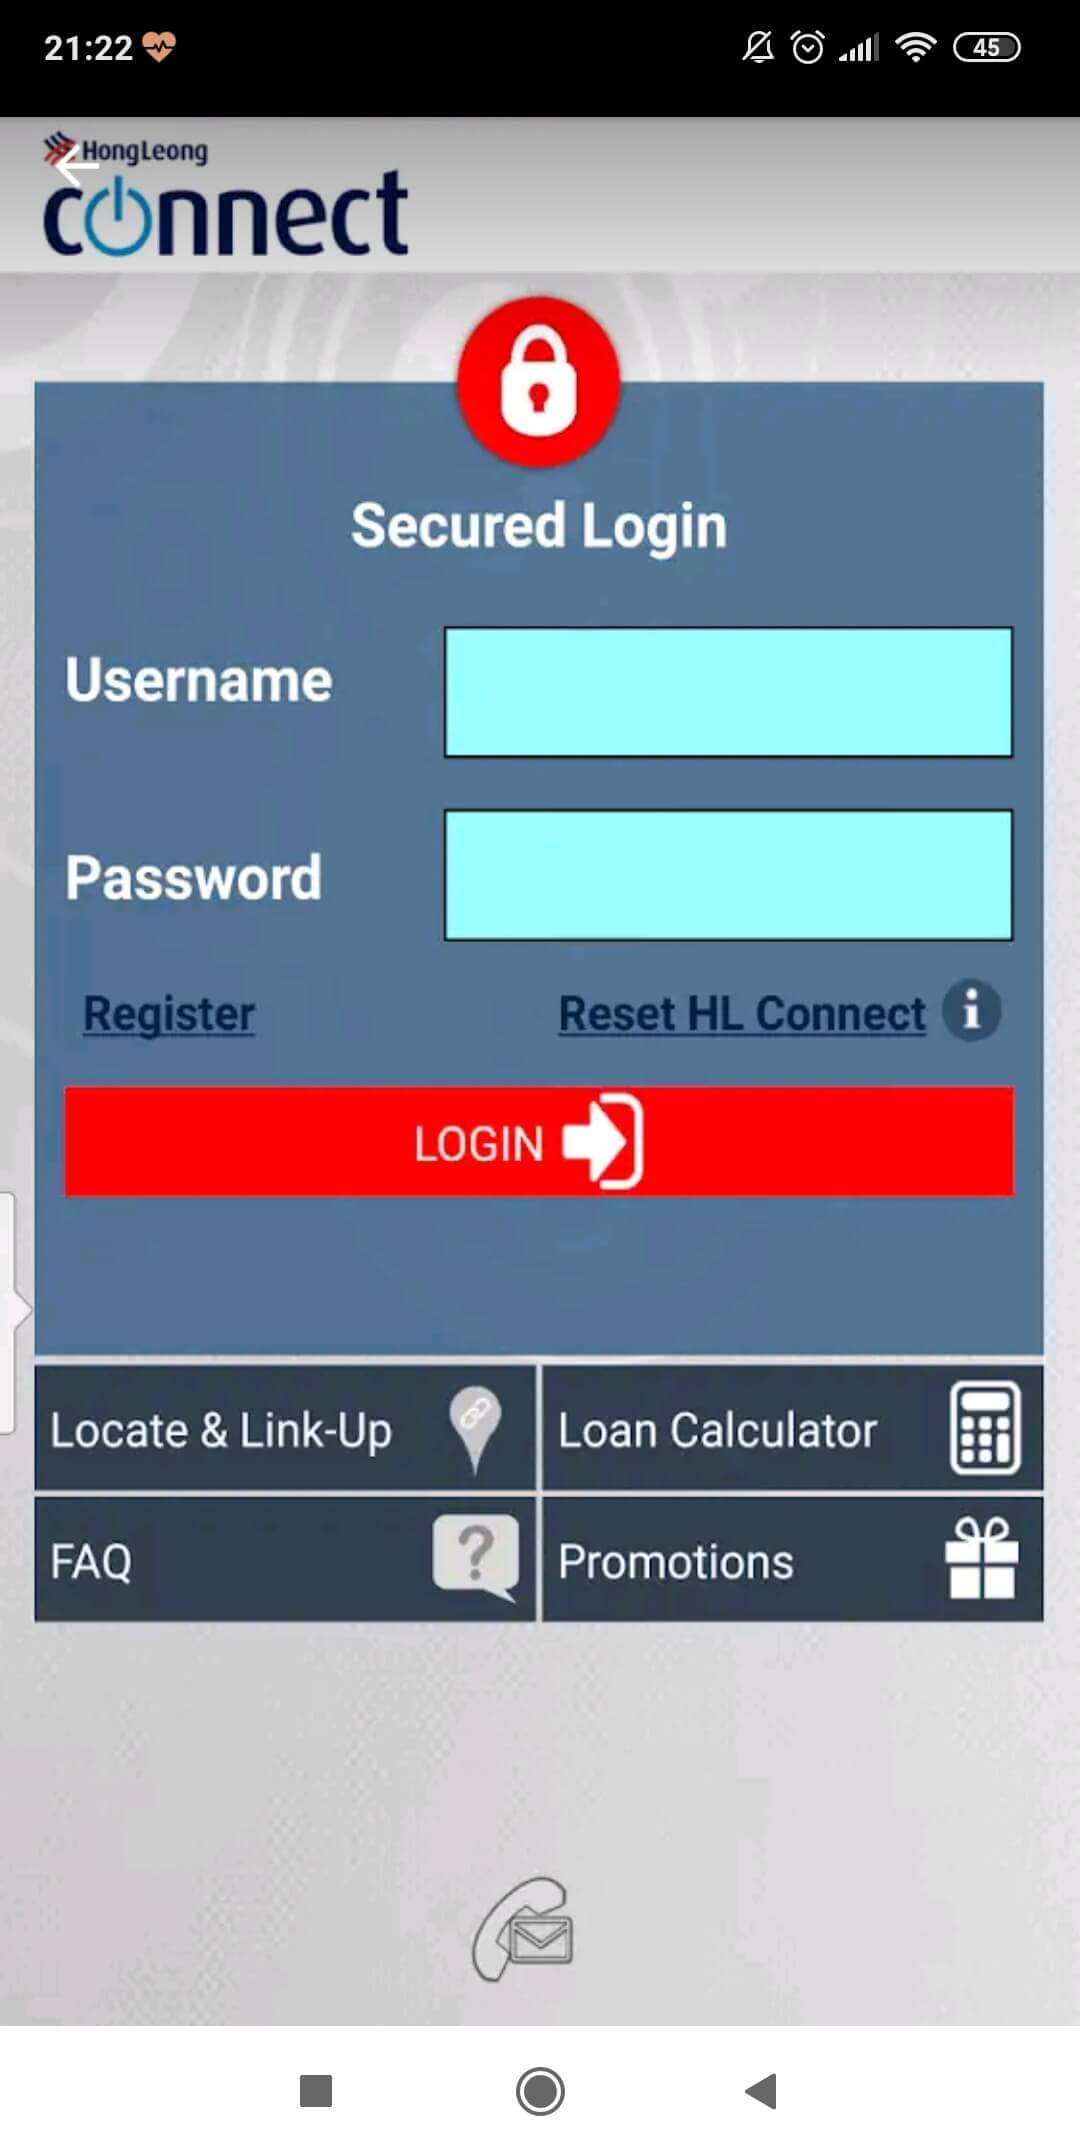 21:22
45
HongLeong
connect
Secured Login
Username
Password
Register
Reset HL Connect i
LOGIN
Locate & Link-Up
Loan Calculator
FAQ ?
Promotions